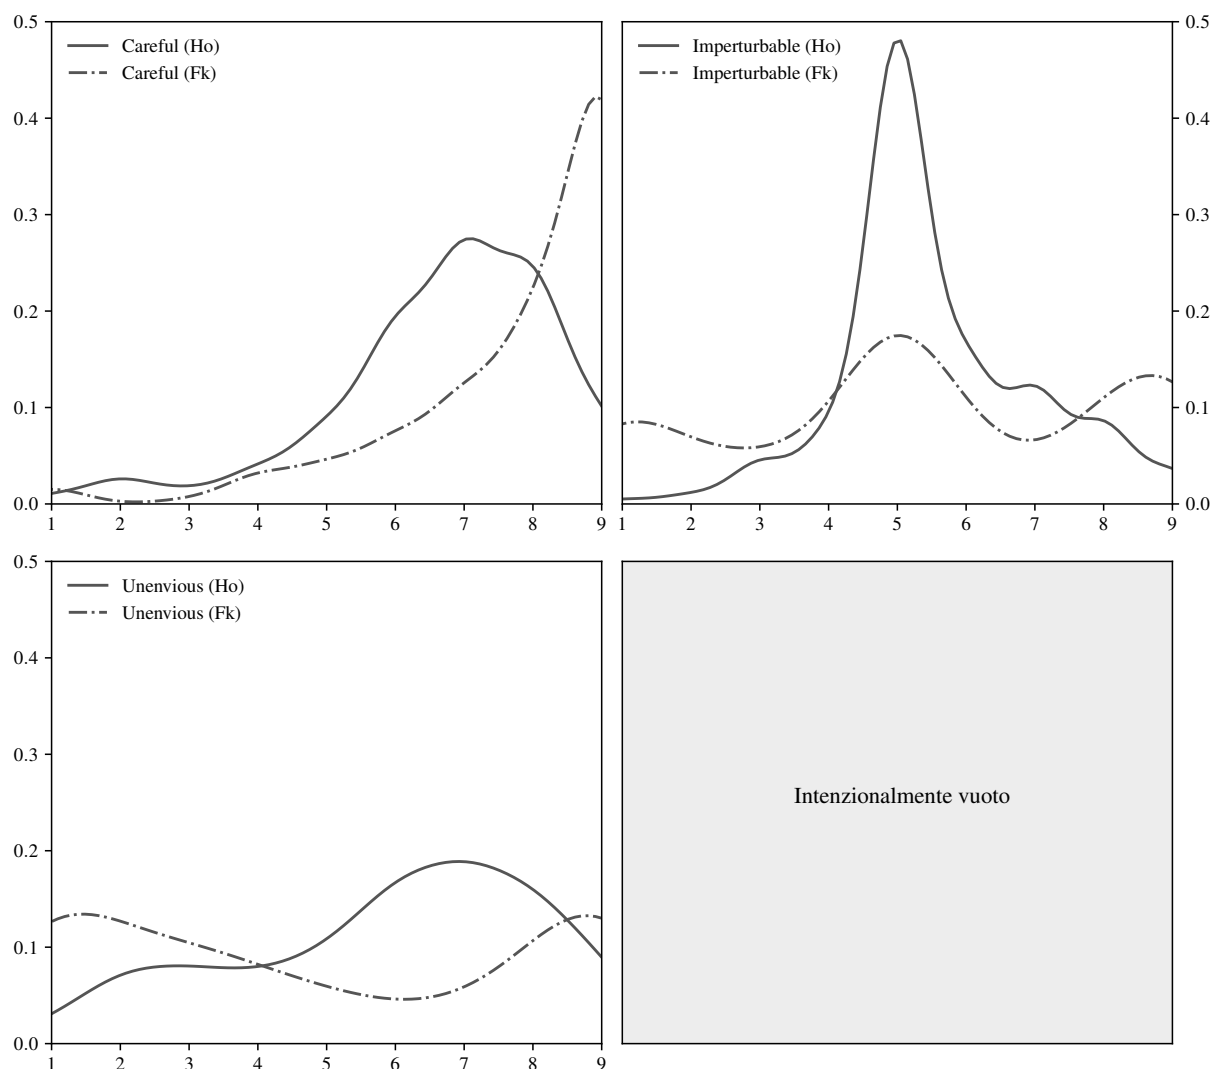 0.5
0.4
0.3
0.2
0.1
0.0
Careful (Ho)
Careful (Fk)
1 2 3 4 5 6 7 8 9
Imperturbable (Ho)
Imperturbable (Fk)
0.5
0.4
0.3
0.2
0.1
0.0
1 2 3 4 5 6 7 8 9
0.5
0.4
0.3
0.2
0.1
0.0
Unenvious (Ho)
Unenvious (Fk)
1 2 3 4 5 6 7 8 9
Intenzionalmente vuoto